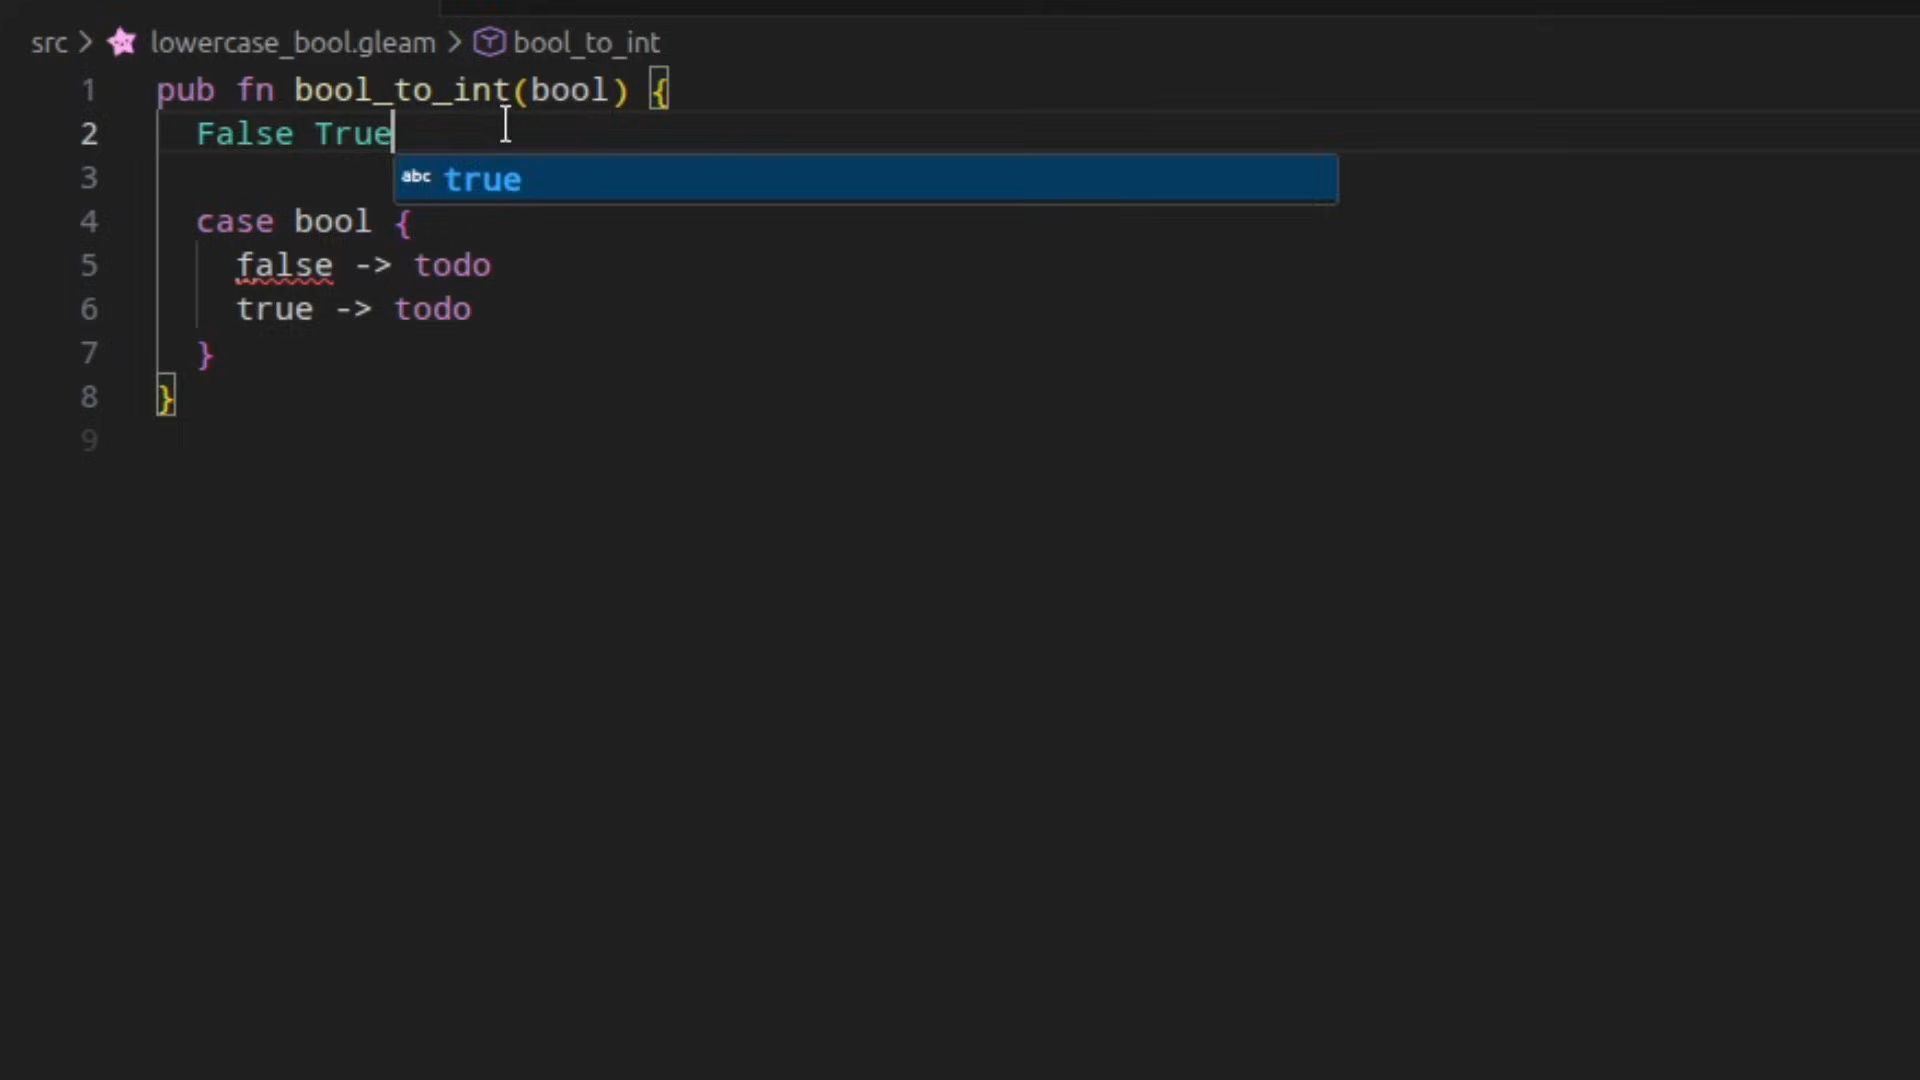 src > lowercase_bool.gleam > bool_to_int
1 pub fn bool_to_int(bool) {
2 False True
abc true
3
4 case bool {
5 false -> todo
6 true -> todo
7 }
8 }
9